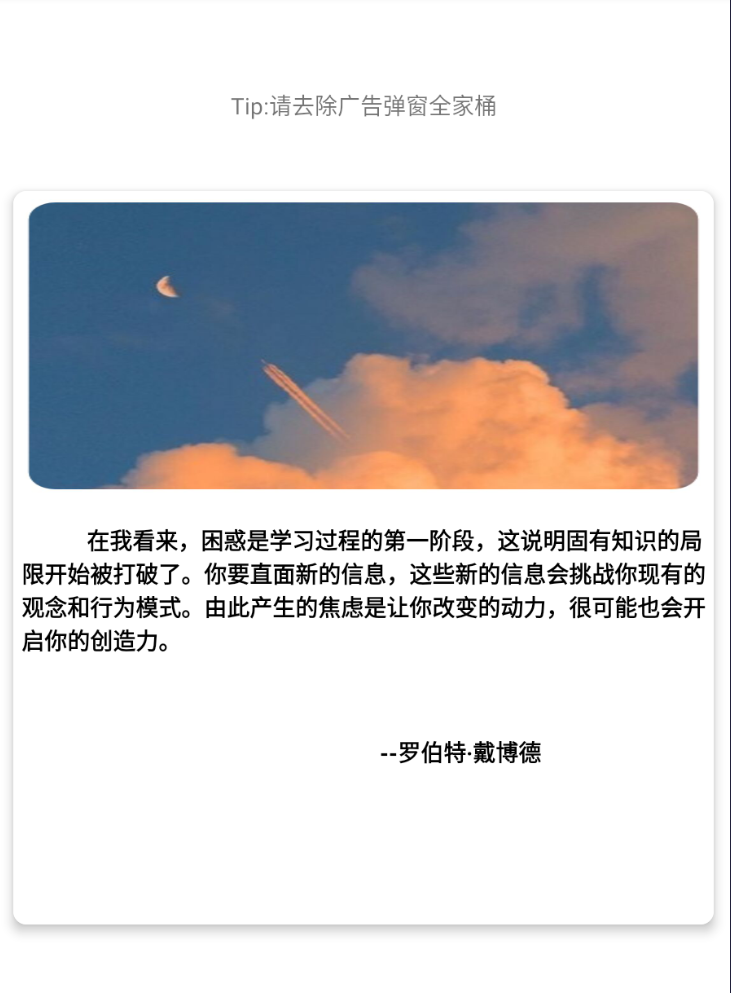 Tip:请去除广告弹窗全家桶
在我看来，困惑是学习过程的第一阶段，这说明固有知识的局
限开始被打破了。你要直面新的信息，这些新的信息会挑战你现有的
观念和行为模式。由此产生的焦虑是让你改变的动力，很可能也会开
启你的创造力。
--罗伯特·戴博德